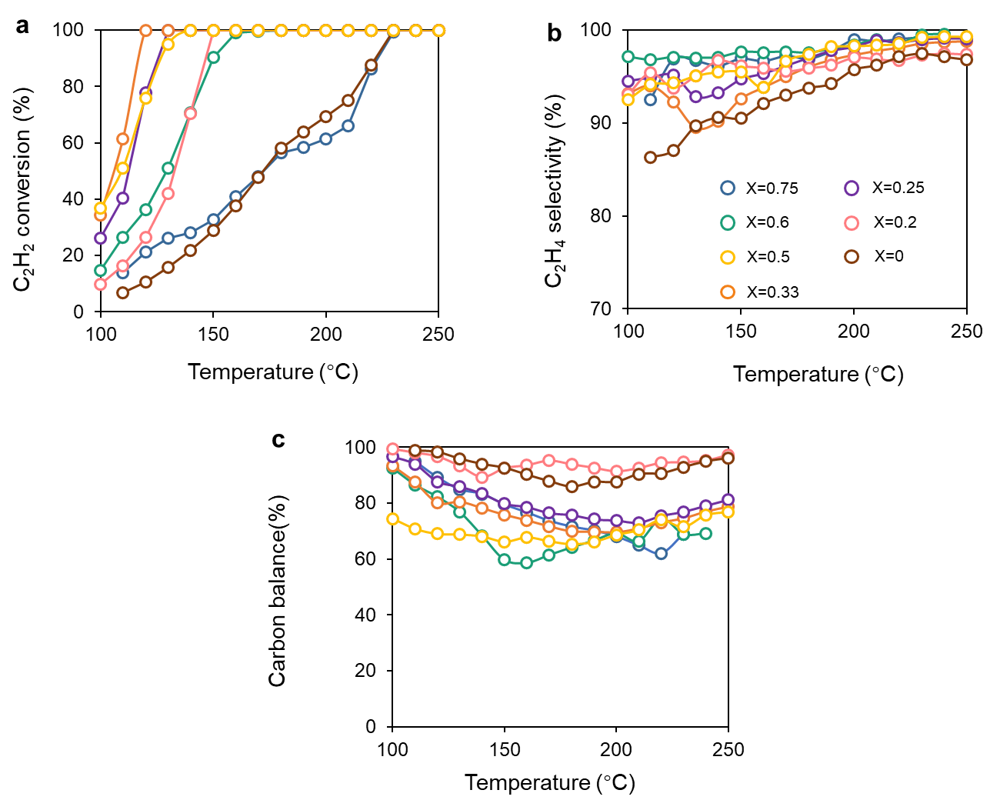 a
100
80
60
40
20
0
C₂H₂ conversion (%)
100 150 200 250
Temperature (°C)
b
100
90
80
70
C₂H₄ selectivity (%)
X=0.75 X=0.25
X=0.6 X=0.2
X=0.5 X=0
X=0.33
100 150 200 250
Temperature (°C)
c
100
80
60
40
20
0
Carbon balance(%)
100 150 200 250
Temperature (°C)